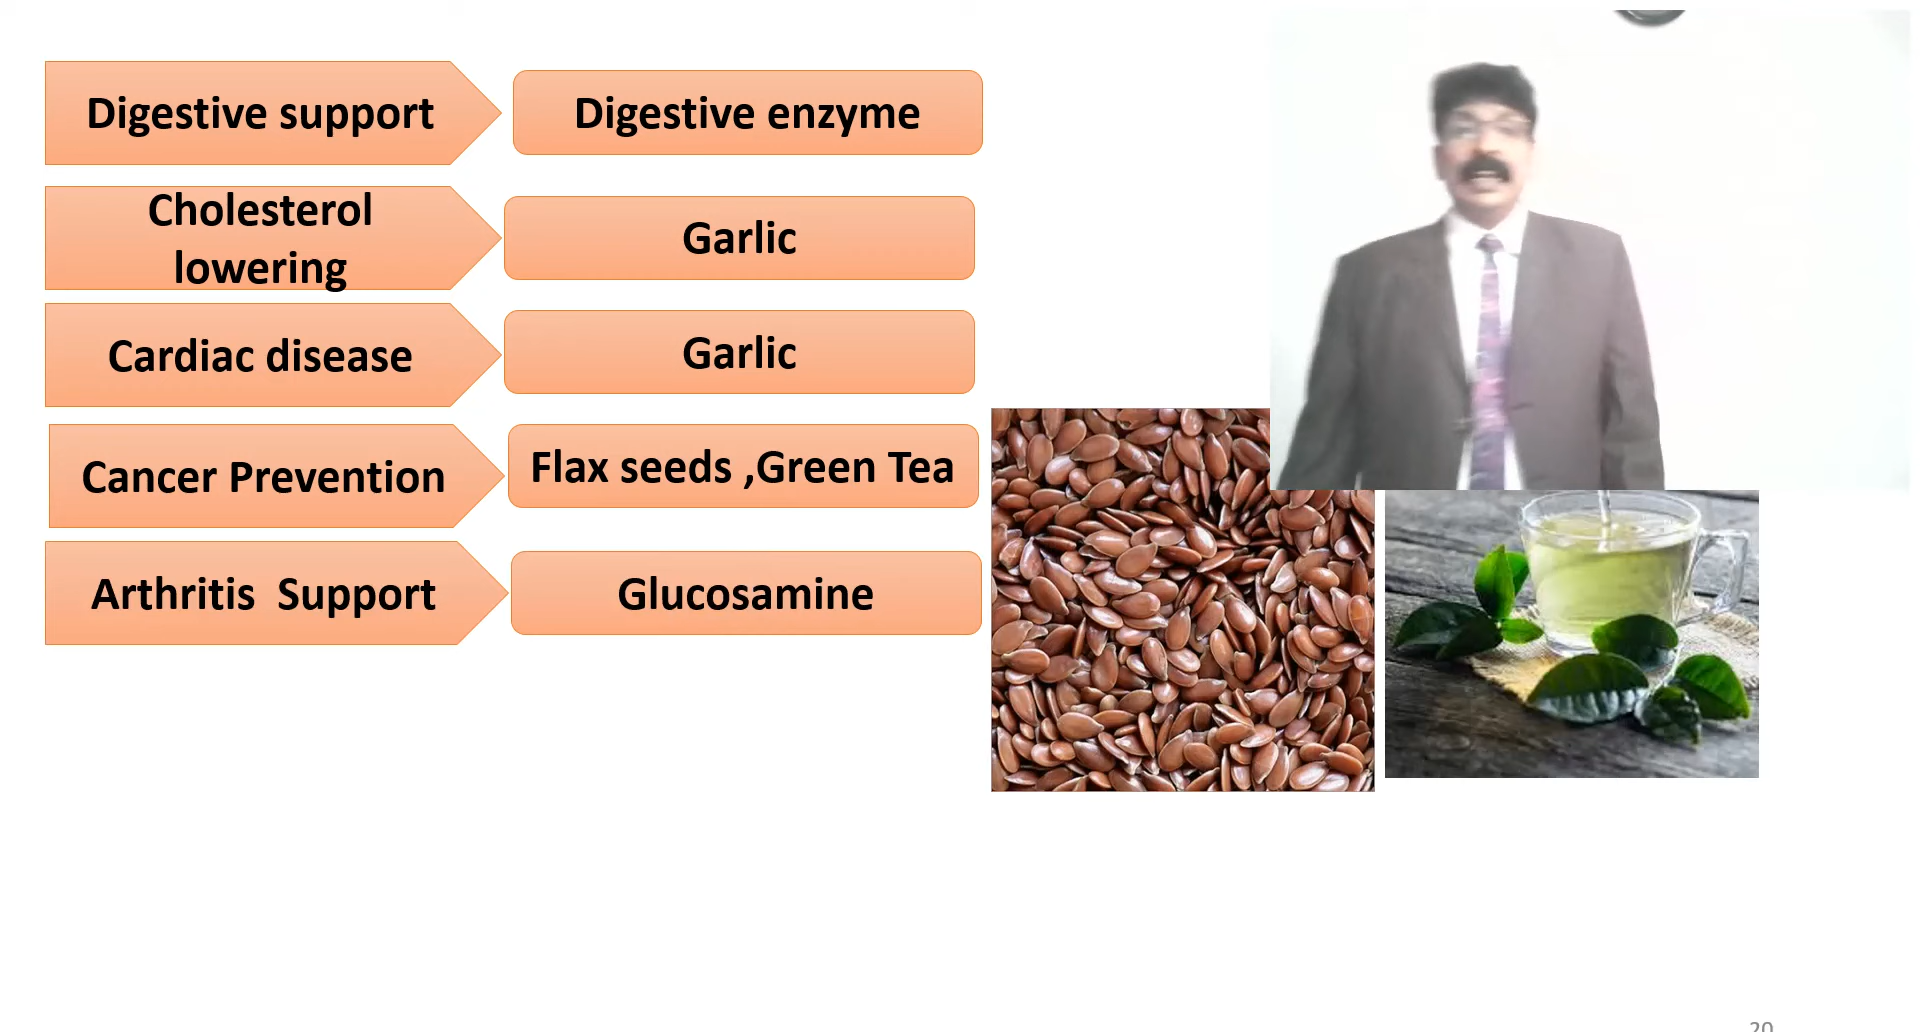 Digestive support
Digestive enzyme
Cholesterol
lowering
Garlic
Cardiac disease
Garlic
Cancer Prevention
Flax seeds ,Green Tea
Arthritis  Support
Glucosamine
20